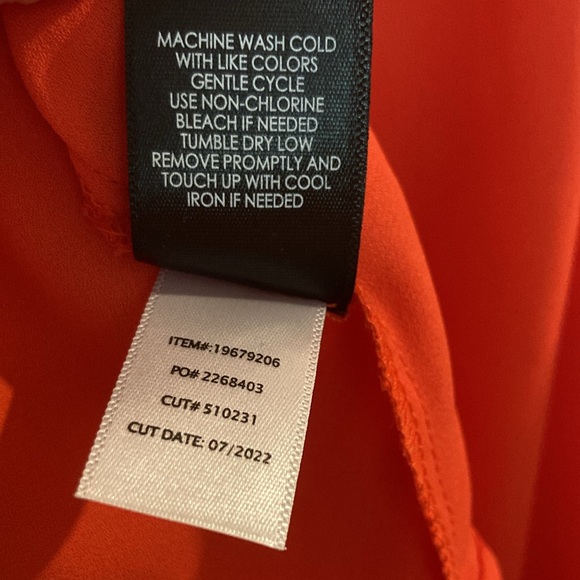 MACHINE WASH COLD
WITH LIKE COLORS
GENTLE CYCLE
USE NON-CHLORINE
BLEACH IF NEEDED
TUMBLE DRY LOW
REMOVE PROMPTLY AND
TOUCH UP WITH COOL
IRON IF NEEDED
ITEM#:19679206
PO# 2268403
CUT# 510231
CUT DATE: 07/2022